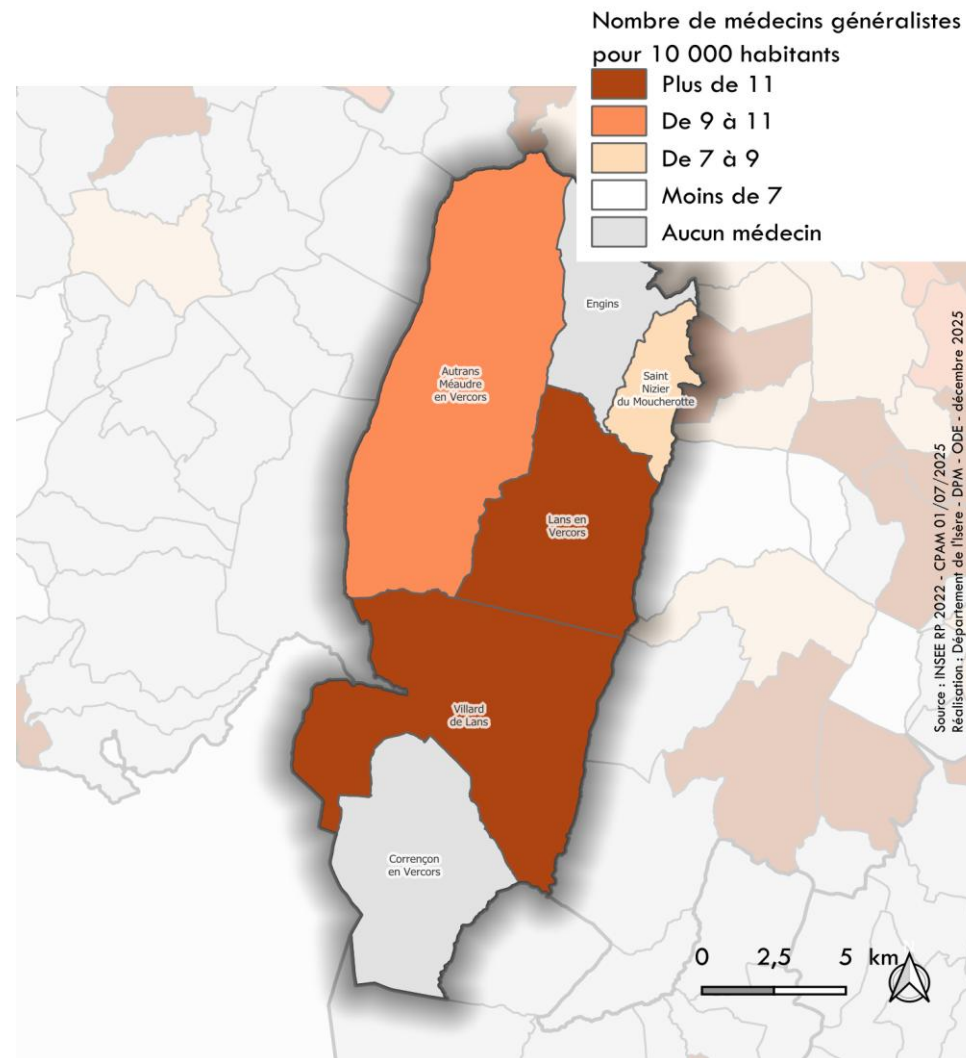 Nombre de médecins généralistes
pour 10 000 habitants
Plus de 11
De 9 à 11
De 7 à 9
Moins de 7
Aucun médecin
Engins
Autrans
Méaudre
en Vercors
Saint
Nizier
du Moucherotte
Lans en
Vercors
Villard
de Lans
Corrençon
en Vercors
0 2,5 5 km
N
Source : INSEE RP 2022 - CPAM 01/07/2025
Réalisation : Département de l'Isère - DPM - ODE - décembre 2025